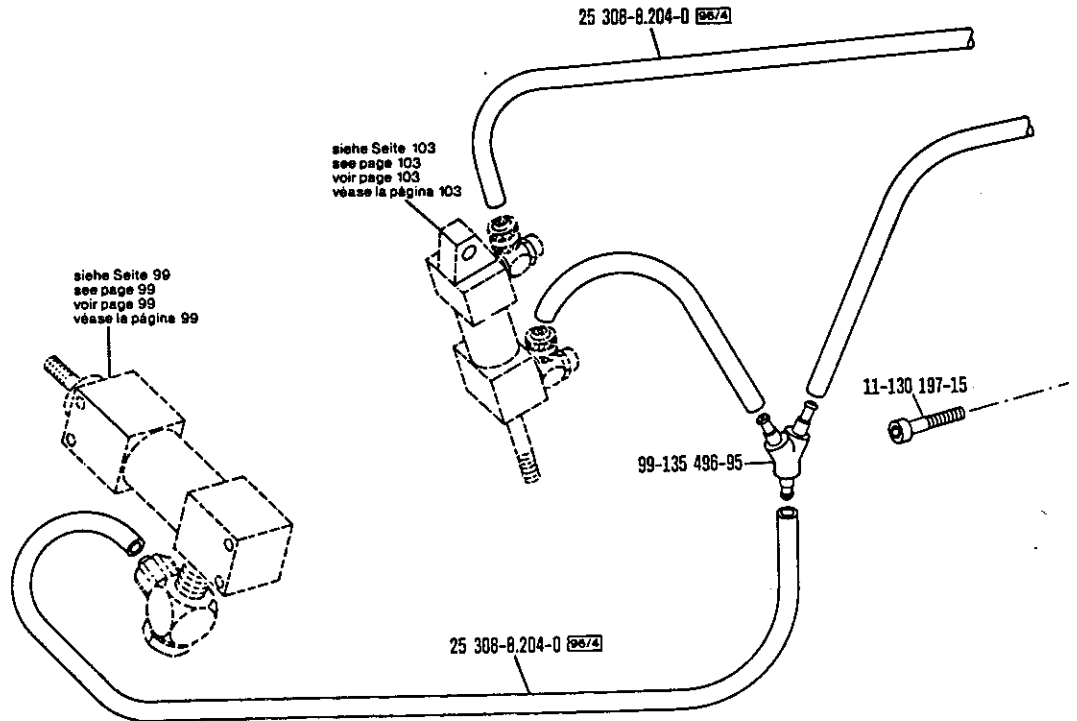 25 308-8.204-0 96/4
siehe Seite 103
see page 103
voir page 103
véase la página 103
siehe Seite 99
see page 99
voir page 99
véase la página 99
11-130 197-15
99-135 496-95
25 308-8.204-0 96/4